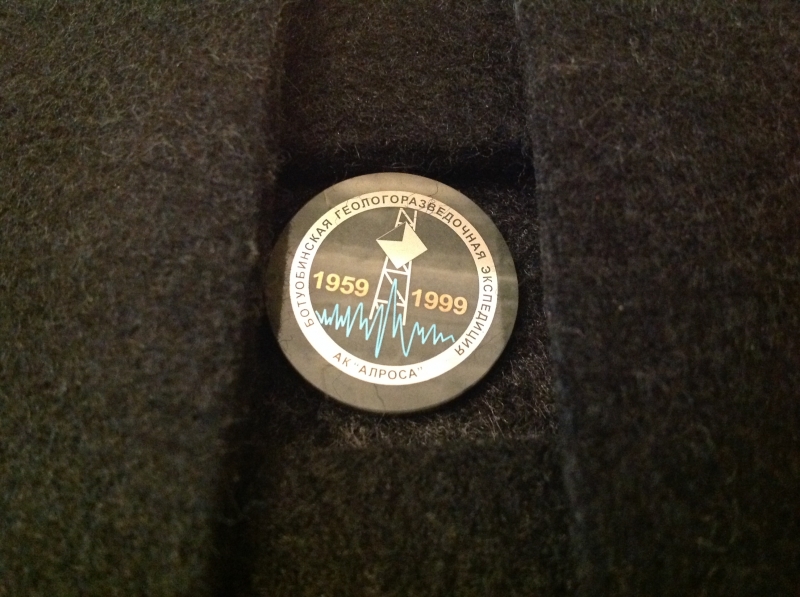 БОТУОБИНСКАЯ ГЕОЛОГОРАЗВЕДОЧНАЯ ЭКСПЕДИЦИЯ
1959
1999
АК "АЛРОСА"